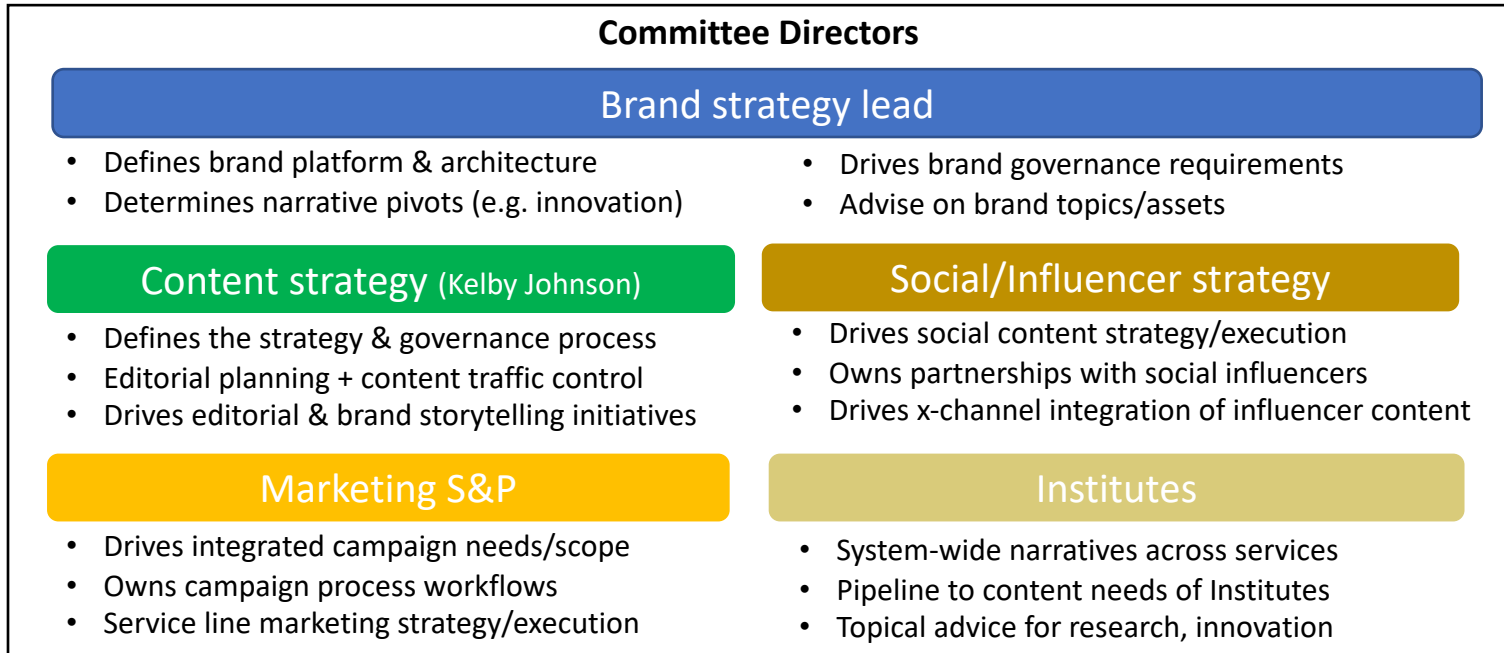 Committee Directors
Brand strategy lead
• Defines brand platform & architecture
• Determines narrative pivots (e.g. innovation)
• Drives brand governance requirements
• Advise on brand topics/assets
Content strategy (Kelby Johnson)
• Defines the strategy & governance process
• Editorial planning + content traffic control
• Drives editorial & brand storytelling initiatives
Social/Influencer strategy
• Drives social content strategy/execution
• Owns partnerships with social influencers
• Drives x-channel integration of influencer content
Marketing S&P
• Drives integrated campaign needs/scope
• Owns campaign process workflows
• Service line marketing strategy/execution
Institutes
• System-wide narratives across services
• Pipeline to content needs of Institutes
• Topical advice for research, innovation